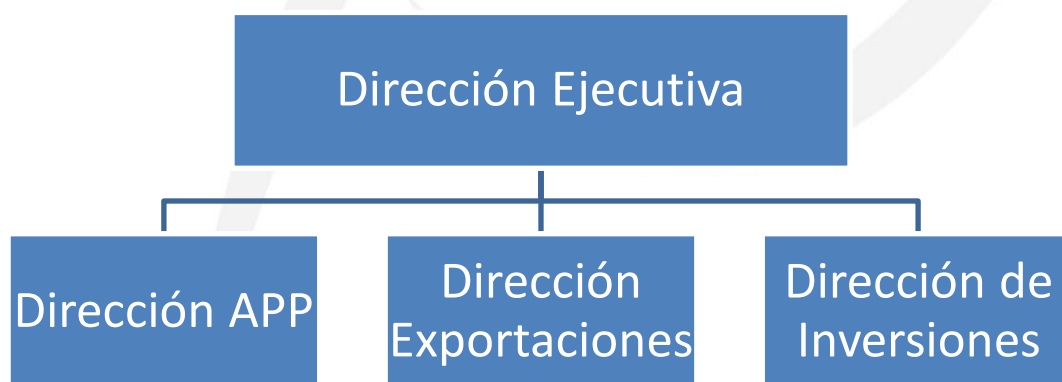 Dirección Ejecutiva
Dirección APP
Dirección
Exportaciones
Dirección de
Inversiones